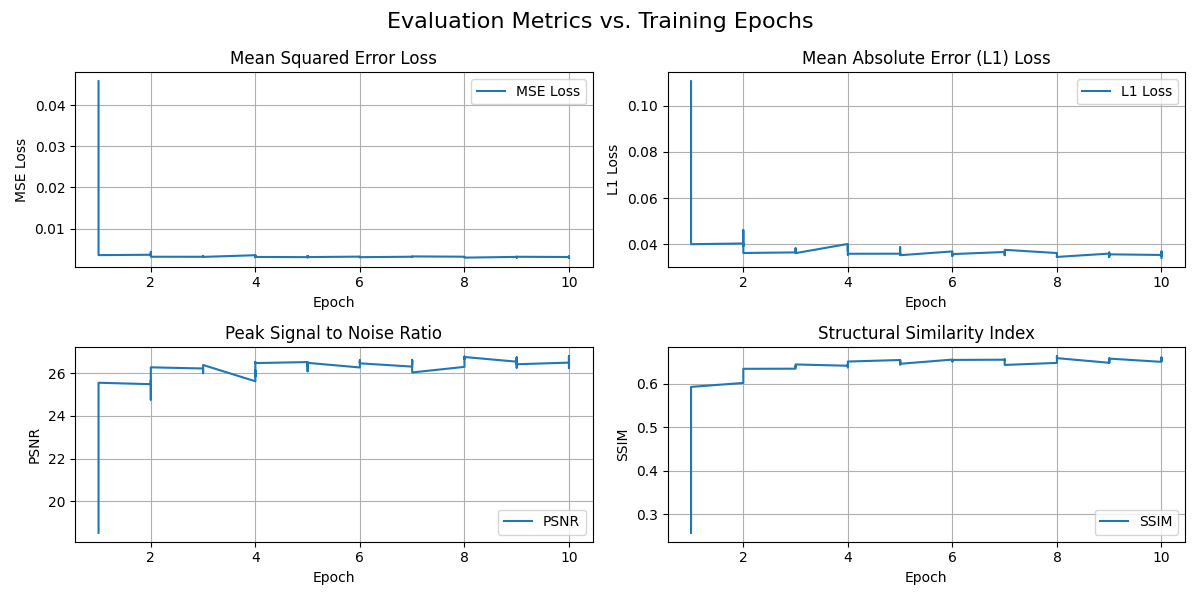 Evaluation Metrics vs. Training Epochs
Mean Squared Error Loss
MSE Loss
0.04
0.03
0.02
0.01
MSE Loss
2 4 6 8 10
Epoch
Mean Absolute Error (L1) Loss
L1 Loss
0.10
0.08
0.06
0.04
L1 Loss
2 4 6 8 10
Epoch
Peak Signal to Noise Ratio
PSNR
26
24
22
20
PSNR
2 4 6 8 10
Epoch
Structural Similarity Index
SSIM
0.6
0.5
0.4
0.3
SSIM
2 4 6 8 10
Epoch